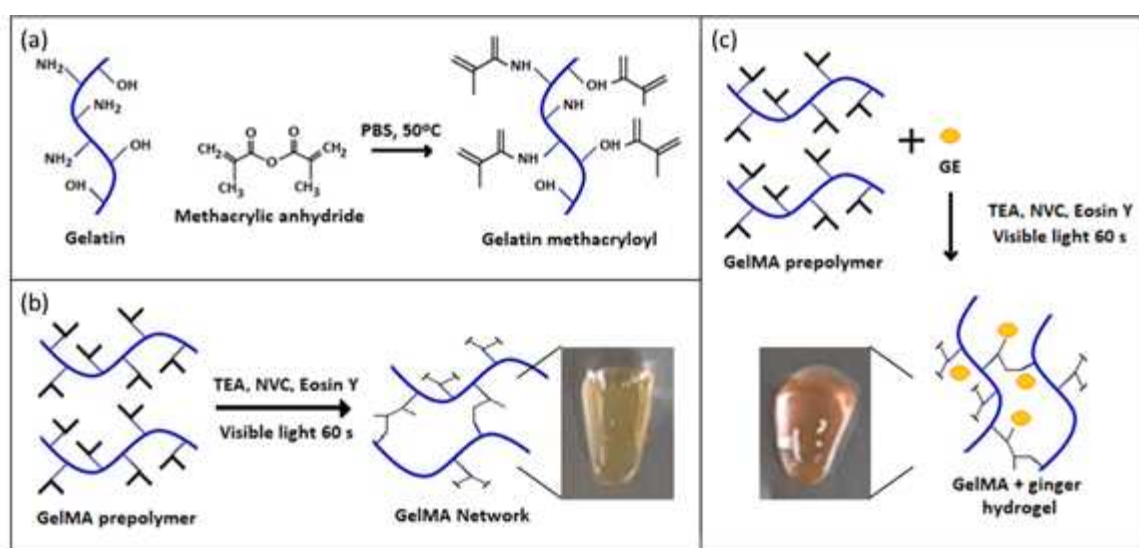 (a)
NH₂
OH
NH₂
NH₂
OH
OH
Gelatin
O
O
CH₂
O
CH₂
CH₃
CH₃
Methacrylic anhydride
PBS, 50°C
NH
OH
NH
OH
NH
OH
Gelatin methacryloyl
(b)
GelMA prepolymer
TEA, NVC, Eosin Y
Visible light 60 s
GelMA Network
(c)
GelMA prepolymer
+
GE
TEA, NVC, Eosin Y
Visible light 60 s
GelMA + ginger
hydrogel